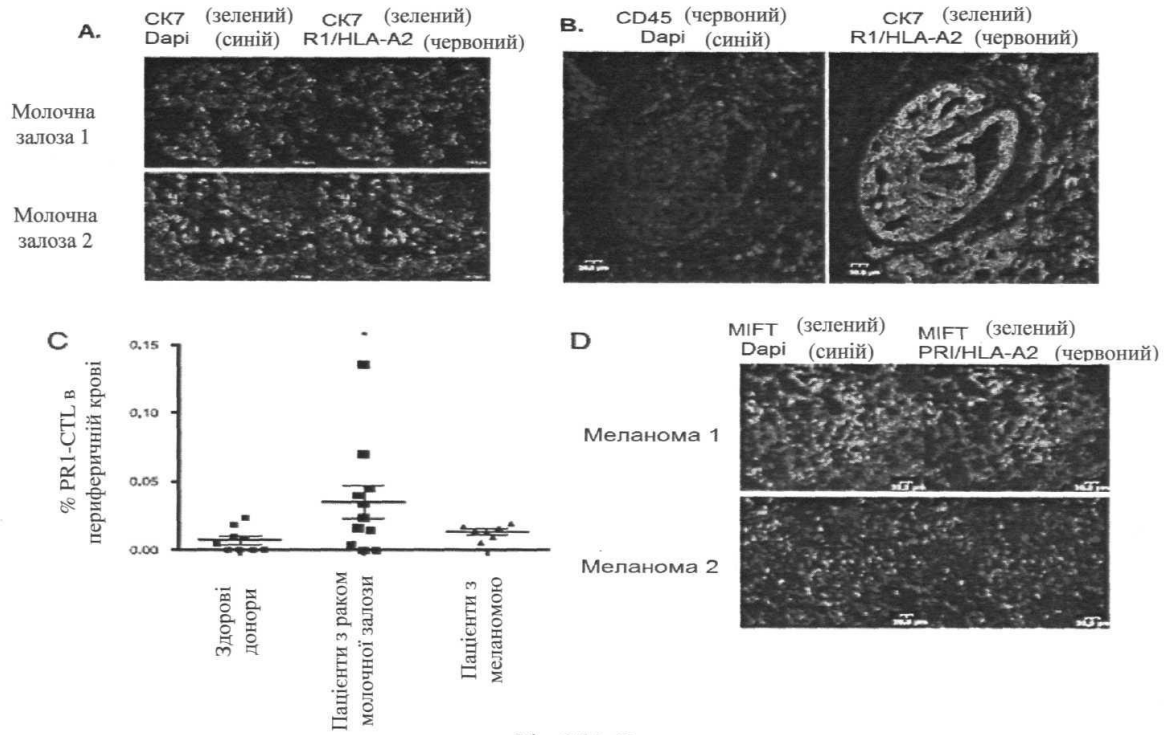 A.
СК7 (зелений) СК7 (зелений)
Dapi (синій) R1/HLA-A2 (червоний)
Молочна
залоза 1
Молочна
залоза 2
B.
CD45 (червоний) СК7 (зелений)
Dapi (синій) R1/HLA-A2 (червоний)
C
% PR1-CTL в
периферичній крові
0.15
0.10
0.05
0.00
Здорові
донори
Пацієнти з раком
молочної залози
Пацієнти з
меланомою
D
MIFT (зелений) MIFT (зелений)
Dapi (синій) PRI/HLA-A2 (червоний)
Меланома 1
Меланома 2